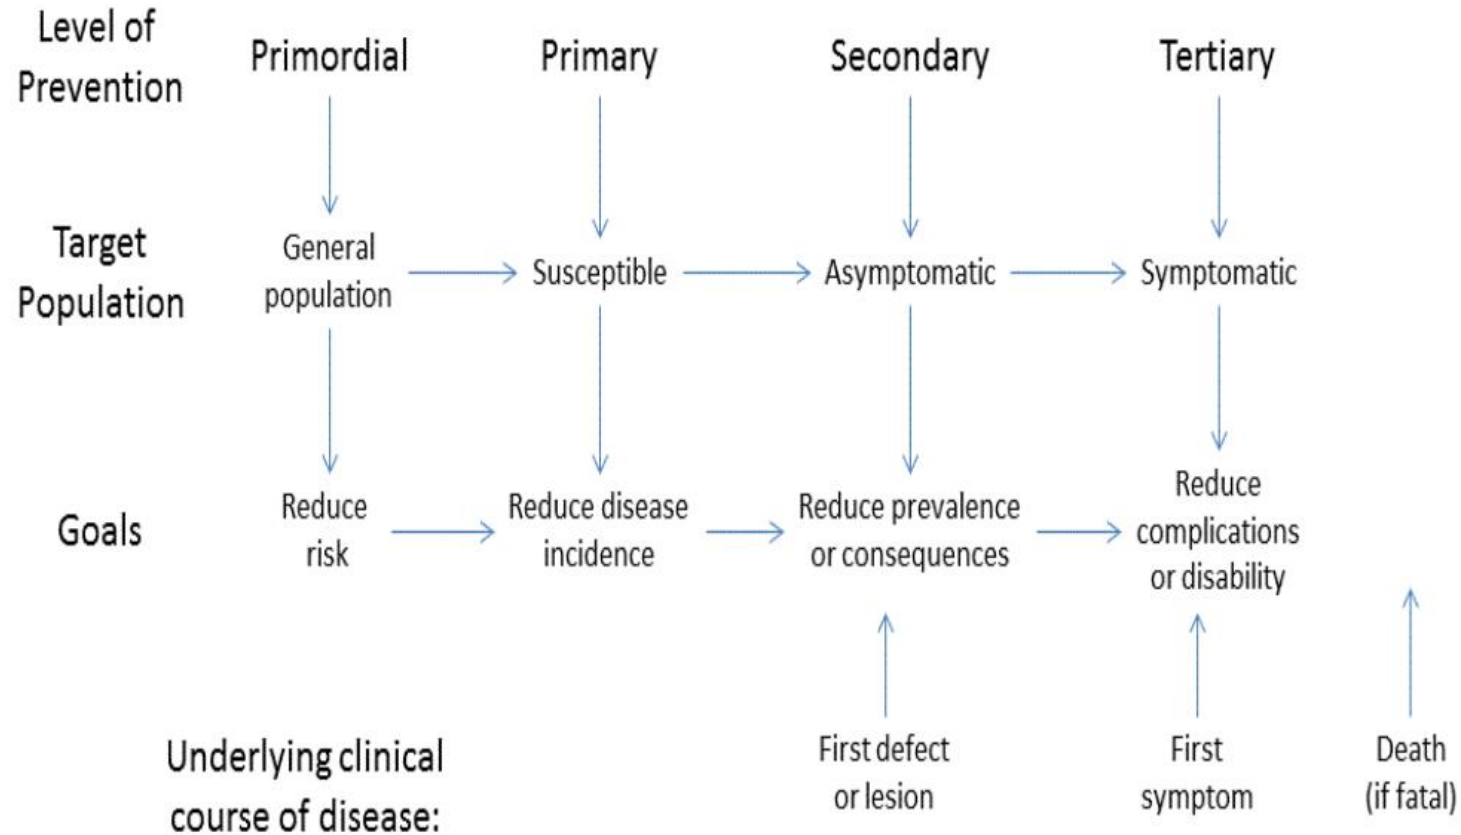 Level of
Prevention
Primordial
Primary
Secondary
Tertiary
Target
Population
General
population
Susceptible
Asymptomatic
Symptomatic
Goals
Reduce
risk
Reduce disease
incidence
Reduce prevalence
or consequences
Reduce
complications
or disability
Underlying clinical
course of disease:
First defect
or lesion
First
symptom
Death
(if fatal)